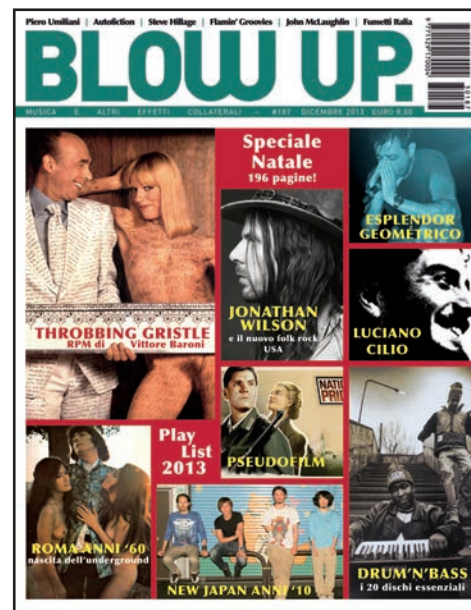 Piero Umiliani | Autofiction | Steve Hillage | Flamin' Groovies | John McLaughlin | Fumetti Italia
BLOW UP.
MUSICA E ALTRI EFFETTI COLLATERALI – #187 DICEMBRE 2013 EURO 8,00
Speciale
Natale
196 pagine!
ESPLENDOR
GEOMÉTRICO
THROBBING GRISTLE
RPM di Vittore Baroni
JONATHAN
WILSON
e il nuovo folk rock
USA
LUCIANO
CILIO
Play
List
2013
PSEUDOFILM
ROMA ANNI '60
nascita dell'underground
NEW JAPAN ANNI '10
DRUM'N'BASS
i 20 dischi essenziali